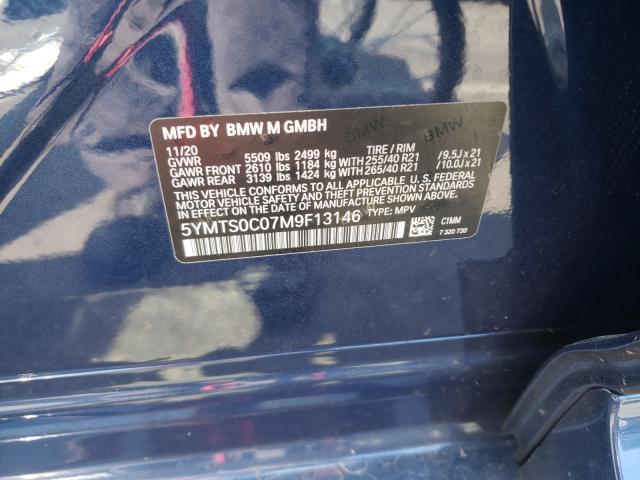 MFD BY BMW M GMBH
11/20 TIRE / RIM
GVWR 5509 lbs 2499 kg
GAWR FRONT 2610 lbs 1184 kg WITH 255/40 R21 /9.5J x 21
GAWR REAR 3139 lbs 1424 kg WITH 265/40 R21 /10.0J x 21
THIS VEHICLE CONFORMS TO ALL APPLICABLE U. S. FEDERAL
MOTOR VEHICLE SAFETY, BUMPER, AND THEFT PREVENTION
STANDARDS IN EFFECT ON THE DATE OF MANUFACTURE SHOWN ABOVE.
5YMTS0C07M9F13146 TYPE: MPV
C1MM
7 320 730
BMW
BMW